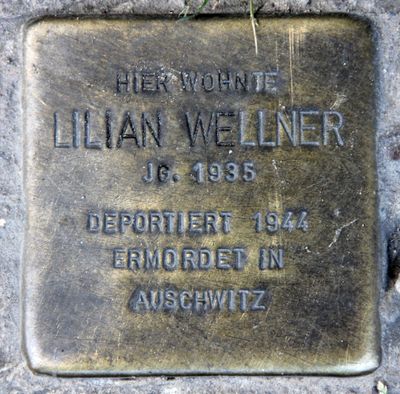 HIER WOHNTE
LILIAN WELLNER
JG. 1935
DEPORTIERT 1944
ERMORDET IN
AUSCHWITZ